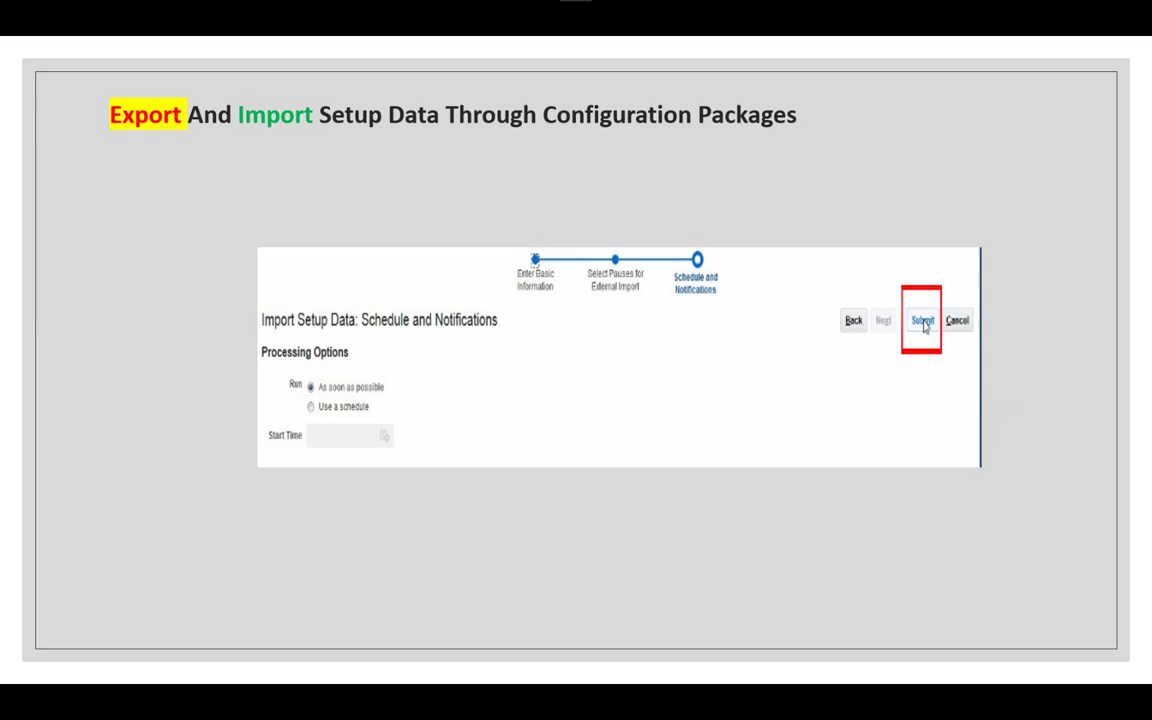 Export And Import Setup Data Through Configuration Packages
Enter Basic Information
Select Pauses for External Import
Schedule and Notifications
Import Setup Data: Schedule and Notifications
Back Next Submit Cancel
Processing Options
Run As soon as possible
Use a schedule
Start Time